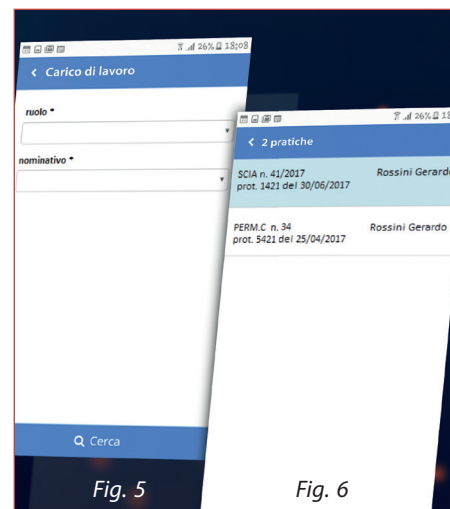 26% 18:08
Carico di lavoro
ruolo *
nominativo *
Cerca
Fig. 5
26%
2 pratiche
SCIA n. 41/2017 Rossini Gerardo
prot. 1421 del 30/06/2017
PERM.C n. 34 Rossini Gerardo
prot. 5421 del 25/04/2017
Fig. 6